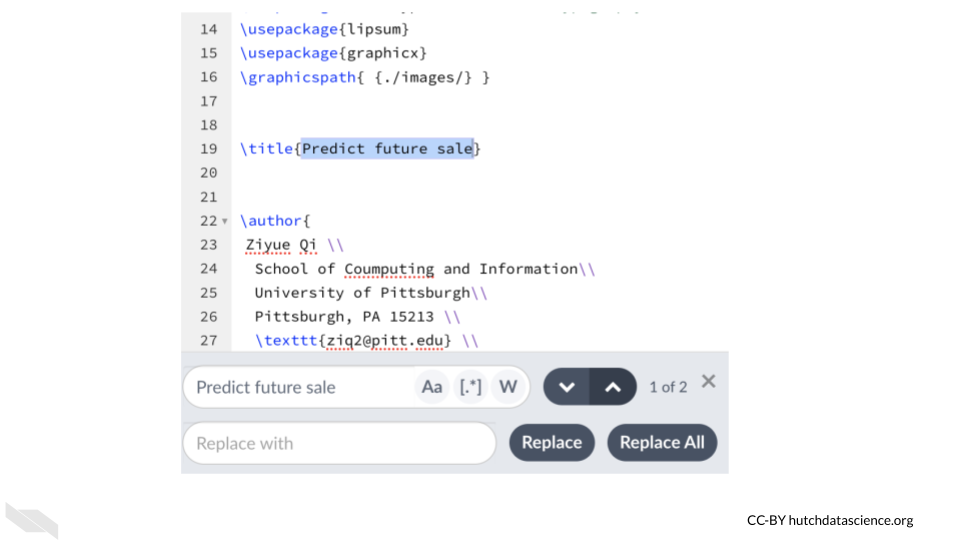 14 \usepackage{lipsum}
15 \usepackage{graphicx}
16 \graphicspath{ {./images/} }
17
18
19 \title{Predict future sale}
20
21
22 \author{
23 Ziyue Qi \\
24 School of Coumputing and Information\\
25 University of Pittsburgh\\
26 Pittsburgh, PA 15213 \\
27 \texttt{ziq2@pitt.edu} \\
Predict future sale Aa [.*] W 1 of 2
Replace with Replace Replace All
CC-BY hutchdatascience.org